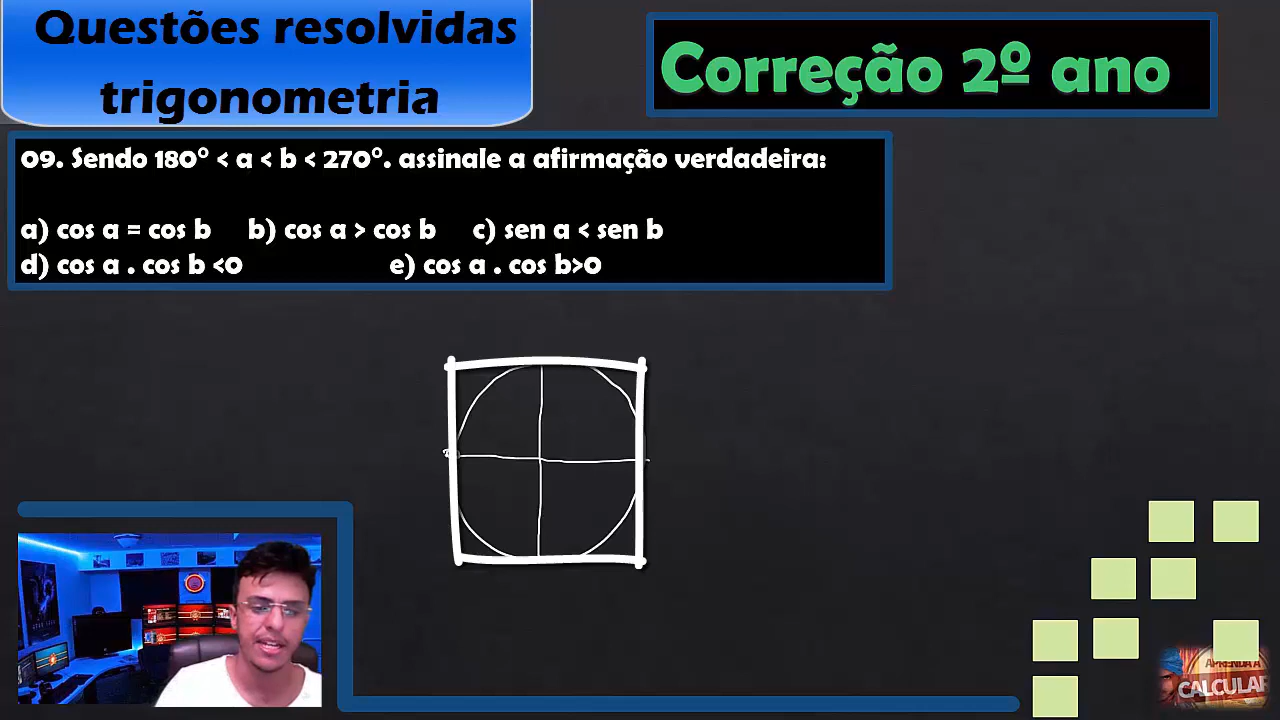 Questões resolvidas
trigonometria
Correção 2º ano
09. Sendo 180° < a < b < 270°. assinale a afirmação verdadeira:
a) cos a = cos b b) cos a > cos b c) sen a < sen b
d) cos a . cos b <0 e) cos a . cos b>0
APRENDA A
CALCULAR